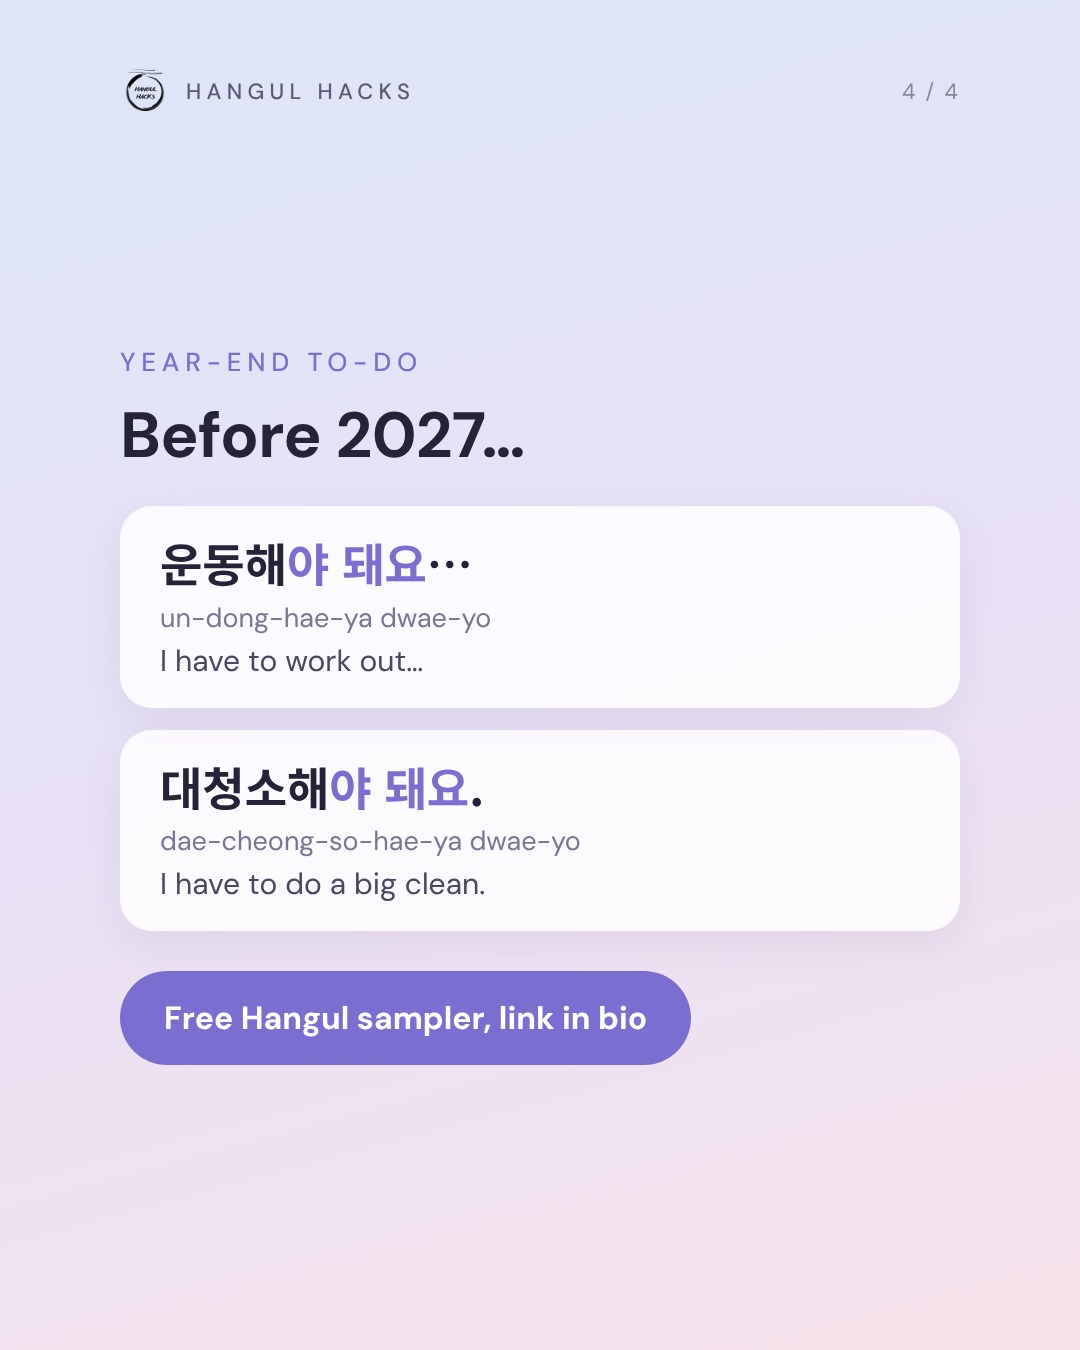 HANGUL HACKS
HANGUL HACKS
4 / 4
YEAR-END TO-DO
Before 2027...
운동해야 돼요…
un-dong-hae-ya dwae-yo
I have to work out...
대청소해야 돼요.
dae-cheong-so-hae-ya dwae-yo
I have to do a big clean.
Free Hangul sampler, link in bio